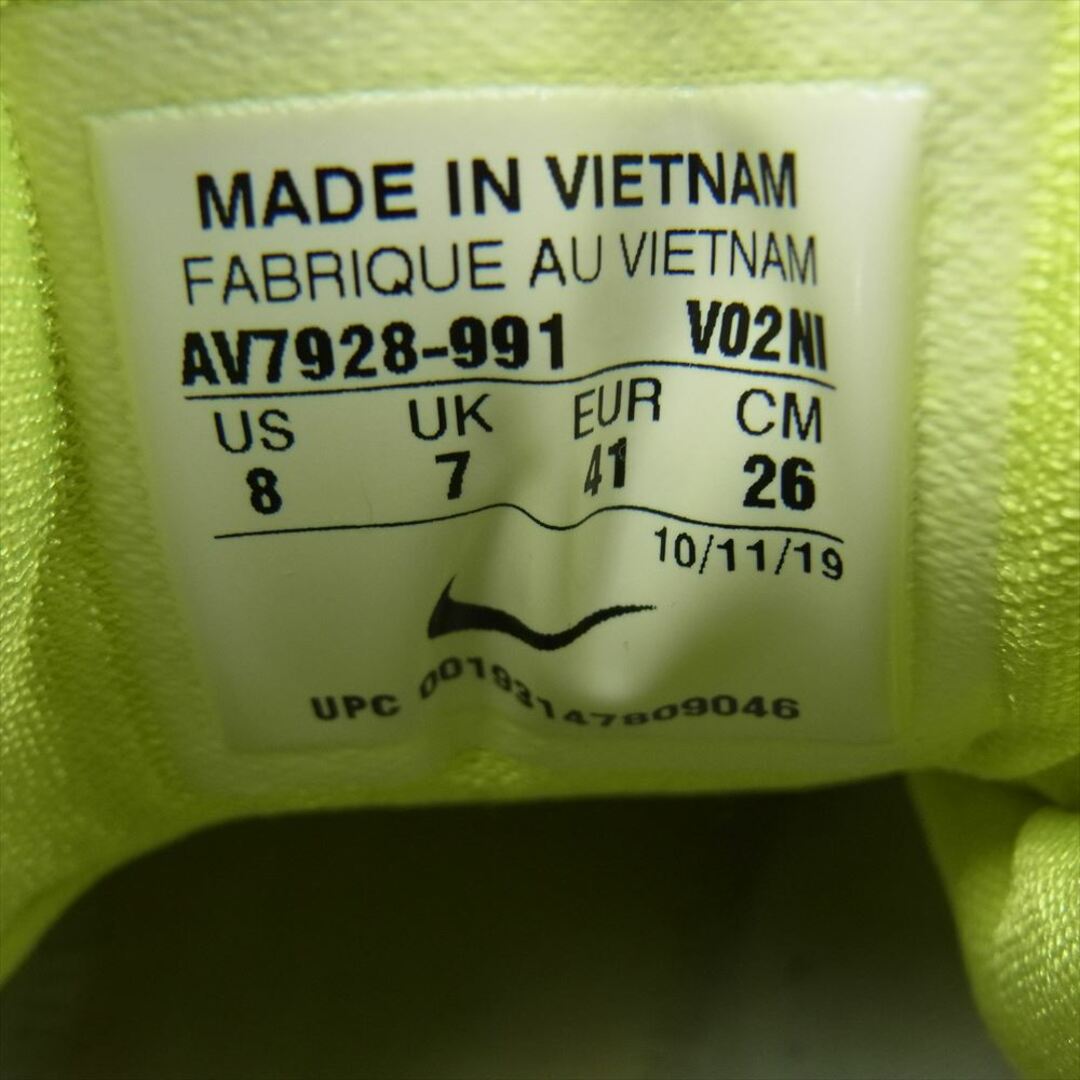 MADE IN VIETNAM
FABRIQUE AU VIETNAM
AV7928-991 V02NI
US UK EUR CM
8 7 41 26
10/11/19
UPC 00193147809046